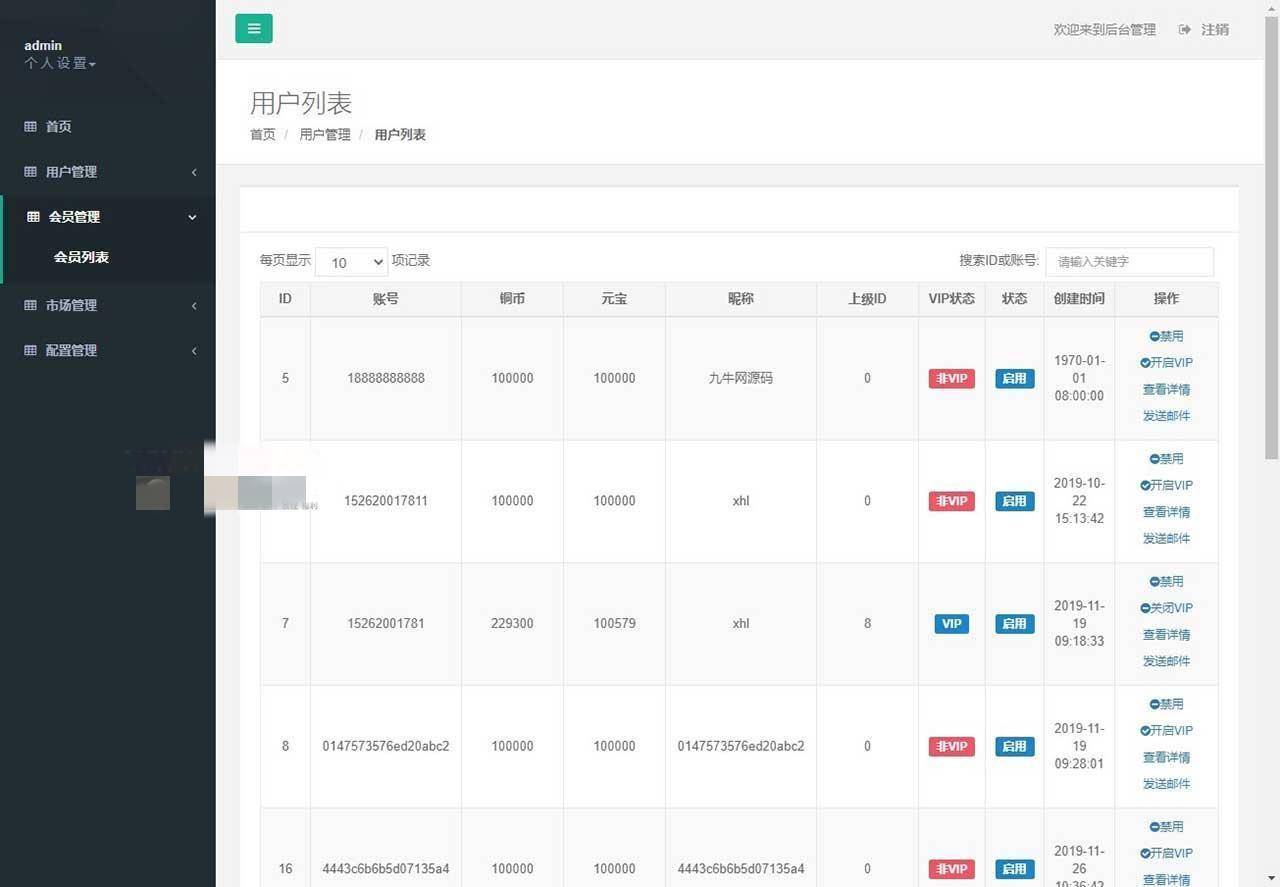 admin
个人设置
首页
用户管理
会员管理
会员列表
市场管理
配置管理
欢迎来到后台管理 注销
用户列表
首页 / 用户管理 / 用户列表
每页显示 10 项记录
搜索ID或账号: 请输入关键字
ID 账号 铜币 元宝 昵称 上级ID VIP状态 状态 创建时间 操作
5 18888888888 100000 100000 九牛网源码 0 非VIP 启用 1970-01-01 08:00:00 禁用 开启VIP 查看详情 发送邮件
152620017811 100000 100000 xhl 0 非VIP 启用 2019-10-22 15:13:42 禁用 开启VIP 查看详情 发送邮件
7 15262001781 229300 100579 xhl 8 VIP 启用 2019-11-19 09:18:33 禁用 关闭VIP 查看详情 发送邮件
8 0147573576ed20abc2 100000 100000 0147573576ed20abc2 0 非VIP 启用 2019-11-19 09:28:01 禁用 开启VIP 查看详情 发送邮件
16 4443c6b6b5d07135a4 100000 100000 4443c6b6b5d07135a4 0 非VIP 启用 2019-11-26 10:36:42 禁用 开启VIP 查看详情